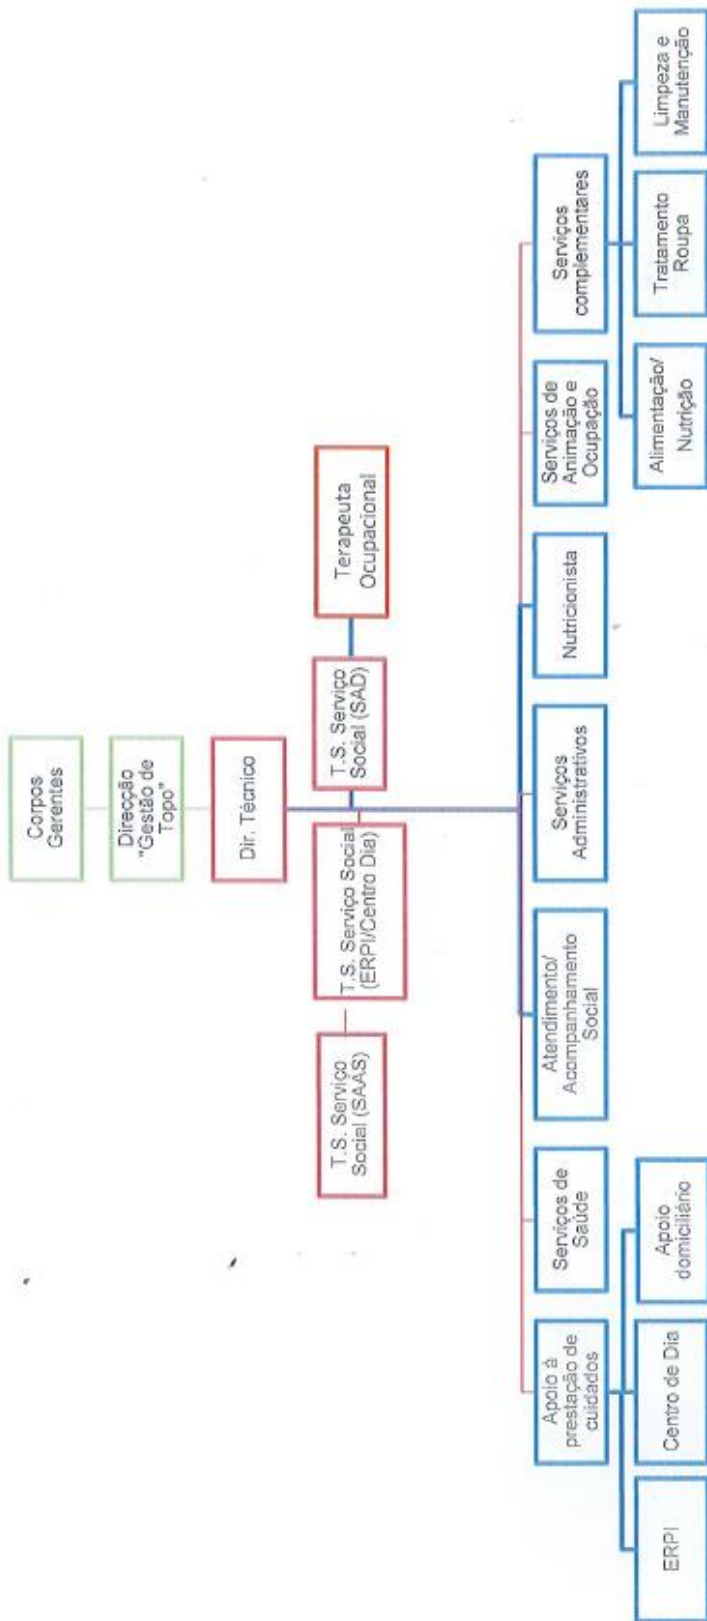 Corpos
Gerentes
Direcção
"Gestão de
Topo"
Dir. Técnico
T.S. Serviço
Social (SAAS)
T.S. Serviço Social
(ERPI/Centro Dia)
T.S. Serviço
Social (SAD)
Terapeuta
Ocupacional
Apoio à
prestação de
cuidados
Serviços de
Saúde
Atendimento/
Acompanhamento
Social
Serviços
Administrativos
Nutricionista
Serviços de
Animação e
Ocupação
Serviços
complementares
ERPI
Centro de Dia
Apoio
domiciliário
Alimentação/
Nutrição
Tratamento
Roupa
Limpeza e
Manutenção